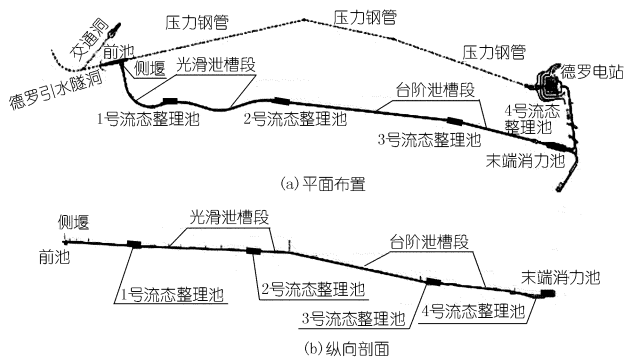 压力钢管
压力钢管
压力钢管
交通洞
前池
侧堰
德罗引水隧洞
光滑泄槽段
德罗电站
台阶泄槽段
1号流态整理池
2号流态整理池
3号流态整理池
4号流态
整理池
末端消力池
(a)平面布置
侧堰
前池
光滑泄槽段
台阶泄槽段
末端消力池
1号流态整理池
2号流态整理池
3号流态整理池
4号流态整理池
(b)纵向剖面